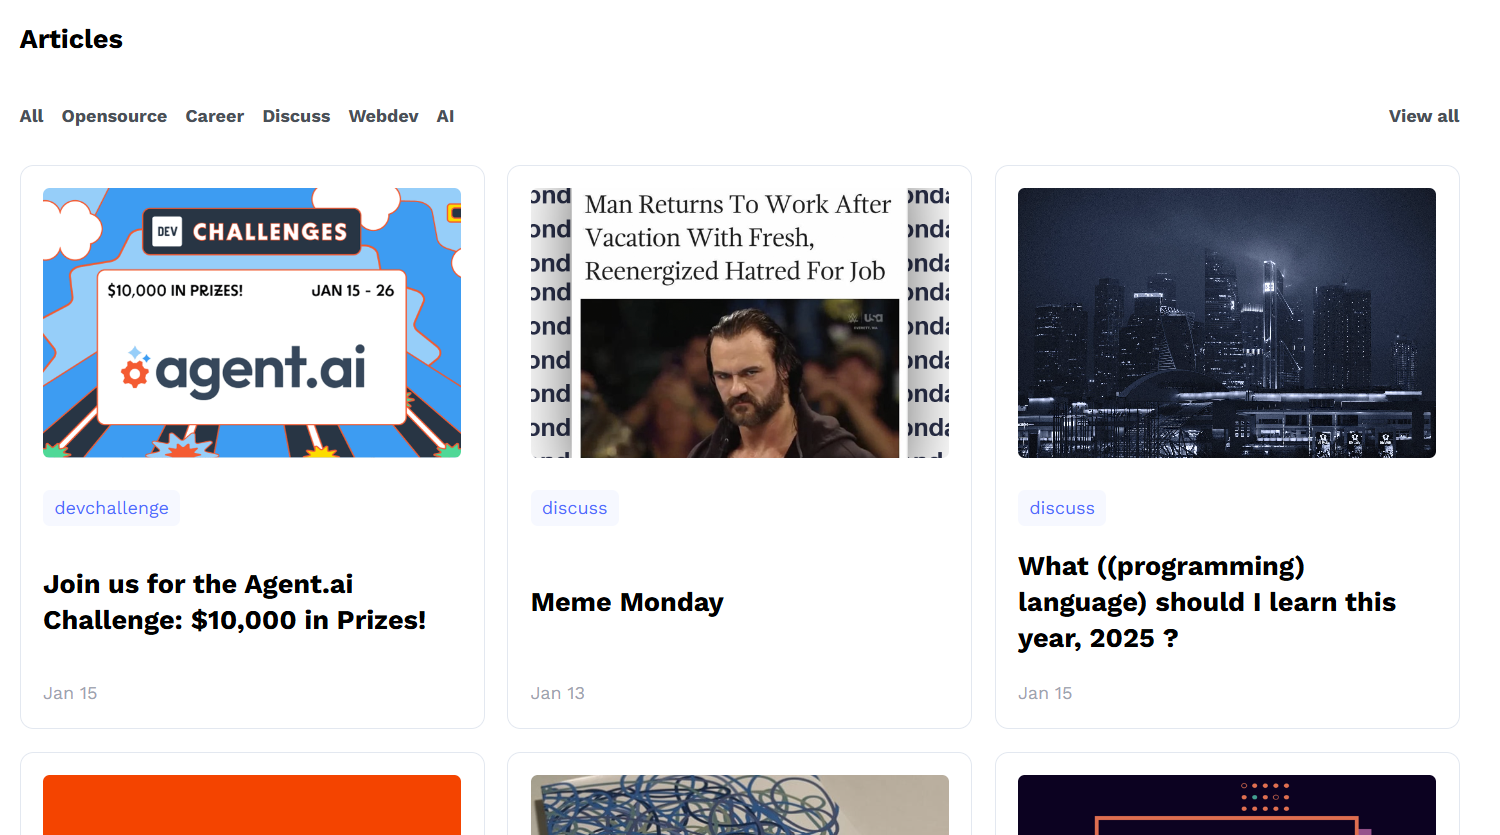 Articles
All Opensource Career Discuss Webdev AI View all
DEV CHALLENGES
$10,000 IN PRIZES! JAN 15 - 26
agent.ai
devchallenge
Join us for the Agent.ai
Challenge: $10,000 in Prizes!
Jan 15
Man Returns To Work After
Vacation With Fresh,
Reenergized Hatred For Job
discuss
Meme Monday
Jan 13
discuss
What ((programming)
language) should I learn this
year, 2025 ?
Jan 15